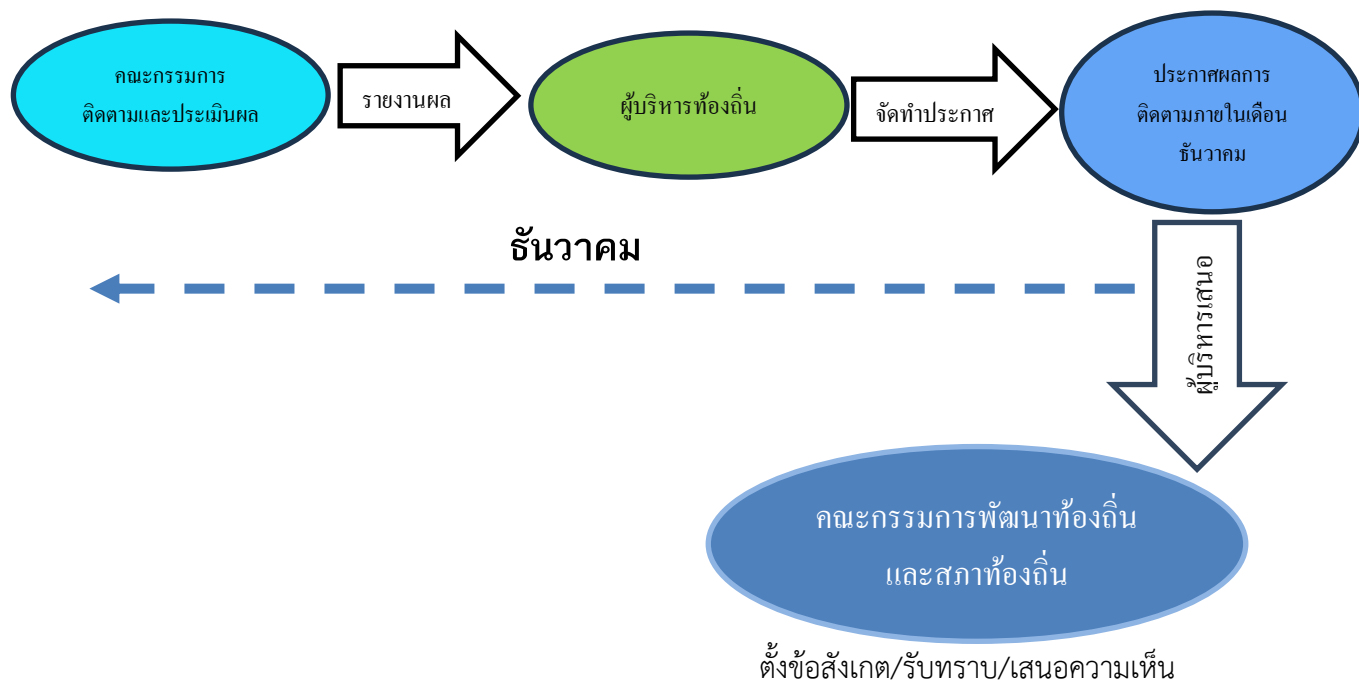 คณะกรรมการ
ติดตามและประเมินผล
รายงานผล
ผู้บริหารท้องถิ่น
จัดทำประกาศ
ประกาศผลการ
ติดตามภายในเดือน
ธันวาคม
ธันวาคม
ผู้บริหารเสนอ
คณะกรรมการพัฒนาท้องถิ่น
และสภาท้องถิ่น
ตั้งข้อสังเกต/รับทราบ/เสนอความเห็น